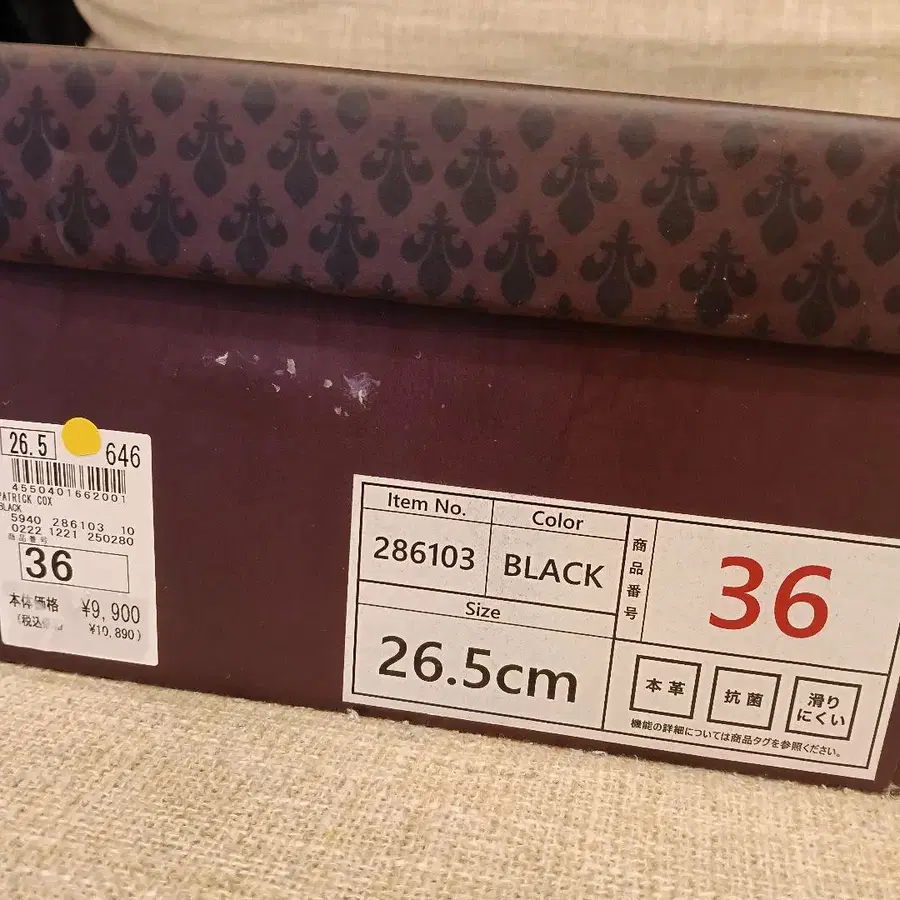 26.5
646
4550401662001
PATRICK COX
BLACK
5940 286103 10
0222 1221 250280
商品番号
36
本体価格 ¥9,900
(税込 ¥10,890)
Item No.
Color
286103
BLACK
Size
26.5cm
商品番号
36
本革
抗菌
滑り
にくい
機能の詳細については商品タグを参照ください。